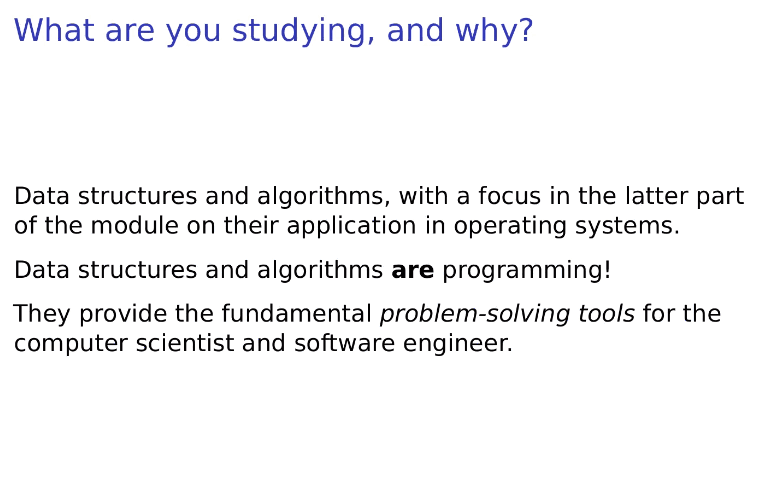 What are you studying, and why?
Data structures and algorithms, with a focus in the latter part
of the module on their application in operating systems.
Data structures and algorithms are programming!
They provide the fundamental problem-solving tools for the
computer scientist and software engineer.